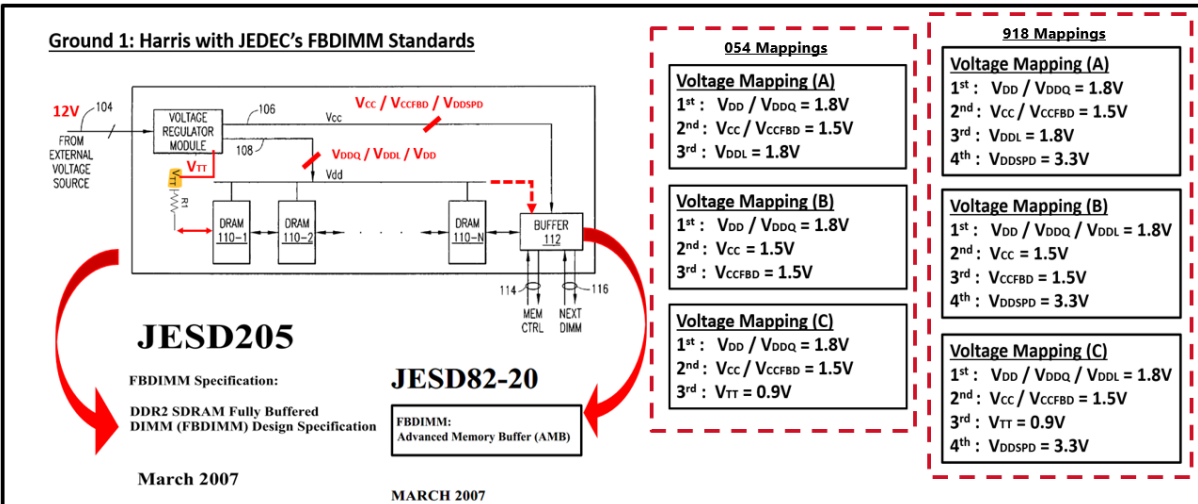 Ground 1: Harris with JEDEC's FBDIMM Standards
12V
104
FROM
EXTERNAL
VOLTAGE
SOURCE
VOLTAGE
REGULATOR
MODULE
106
Vcc
VCC / VCCFBD / VDDSPD
108
VDDQ / VDDL / VDD
VTT
VTT
R1
Vdd
DRAM
110-1
DRAM
110-2
DRAM
110-N
BUFFER
112
114
116
MEM
CTRL
NEXT
DIMM
JESD205
FBDIMM Specification:
DDR2 SDRAM Fully Buffered
DIMM (FBDIMM) Design Specification
March 2007
JESD82-20
FBDIMM:
Advanced Memory Buffer (AMB)
MARCH 2007
054 Mappings
Voltage Mapping (A)
1st : VDD / VDDQ = 1.8V
2nd : VCC / VCCFBD = 1.5V
3rd : VDDL = 1.8V
Voltage Mapping (B)
1st : VDD / VDDQ = 1.8V
2nd : VCC = 1.5V
3rd : VCCFBD = 1.5V
Voltage Mapping (C)
1st : VDD / VDDQ = 1.8V
2nd : VCC / VCCFBD = 1.5V
3rd : VTT = 0.9V
918 Mappings
Voltage Mapping (A)
1st : VDD / VDDQ = 1.8V
2nd : VCC / VCCFBD = 1.5V
3rd : VDDL = 1.8V
4th : VDDSPD = 3.3V
Voltage Mapping (B)
1st : VDD / VDDQ / VDDL = 1.8V
2nd : VCC = 1.5V
3rd : VCCFBD = 1.5V
4th : VDDSPD = 3.3V
Voltage Mapping (C)
1st : VDD / VDDQ / VDDL = 1.8V
2nd : VCC / VCCFBD = 1.5V
3rd : VTT = 0.9V
4th : VDDSPD = 3.3V